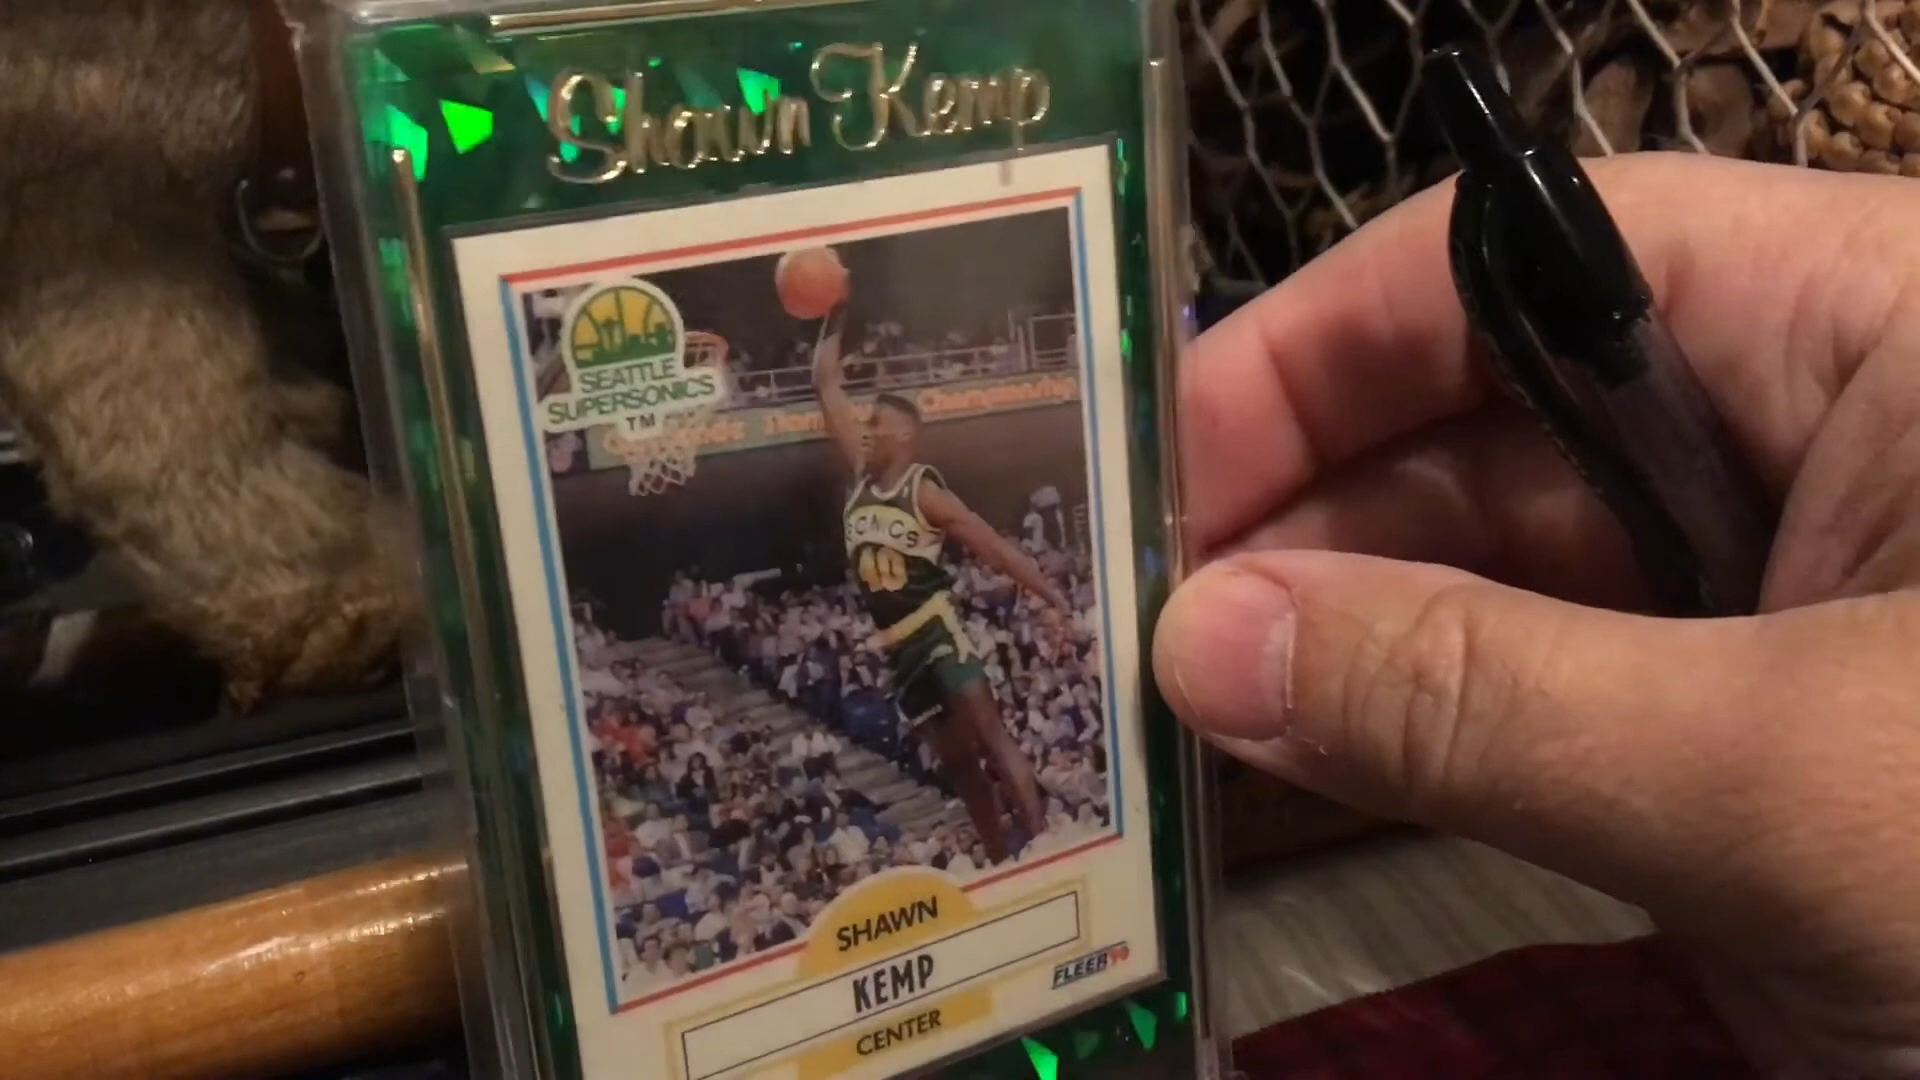 Shawn Kemp
SEATTLE
SUPERSONICS
TM
Championship
SONICS
40
SHAWN
KEMP
FLEER'90
CENTER